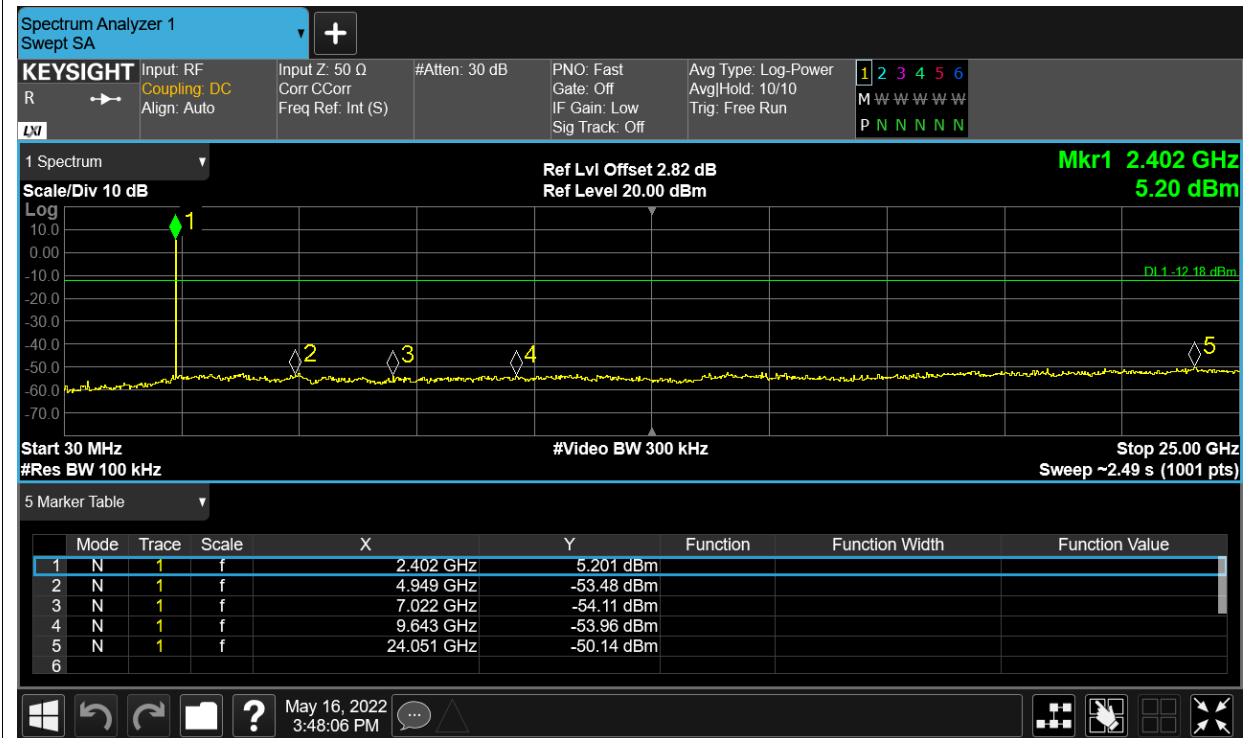 Spectrum Analyzer 1
Swept SA
+
KEYSIGHT Input: RF Input Z: 50 Ω #Atten: 30 dB PNO: Fast Avg Type: Log-Power 1 2 3 4 5 6
R Coupling: DC Corr CCorr Gate: Off Avg|Hold: 10/10 M W W W W W
Align: Auto Freq Ref: Int (S) IF Gain: Low Trig: Free Run
LXI Sig Track: Off P N N N N N
1 Spectrum Ref Lvl Offset 2.82 dB Mkr1 2.402 GHz
Scale/Div 10 dB Ref Level 20.00 dBm 5.20 dBm
Log
1
10.0
0.00
-10.0 DL1 -12.18 dBm
-20.0
-30.0
-40.0 2 3 4 5
-50.0
-60.0
-70.0
Start 30 MHz #Video BW 300 kHz Stop 25.00 GHz
#Res BW 100 kHz Sweep ~2.49 s (1001 pts)
5 Marker Table
Mode Trace Scale X Y Function Function Width Function Value
1 N 1 f 2.402 GHz 5.201 dBm
2 N 1 f 4.949 GHz -53.48 dBm
3 N 1 f 7.022 GHz -54.11 dBm
4 N 1 f 9.643 GHz -53.96 dBm
5 N 1 f 24.051 GHz -50.14 dBm
6
? May 16, 2022
3:48:06 PM